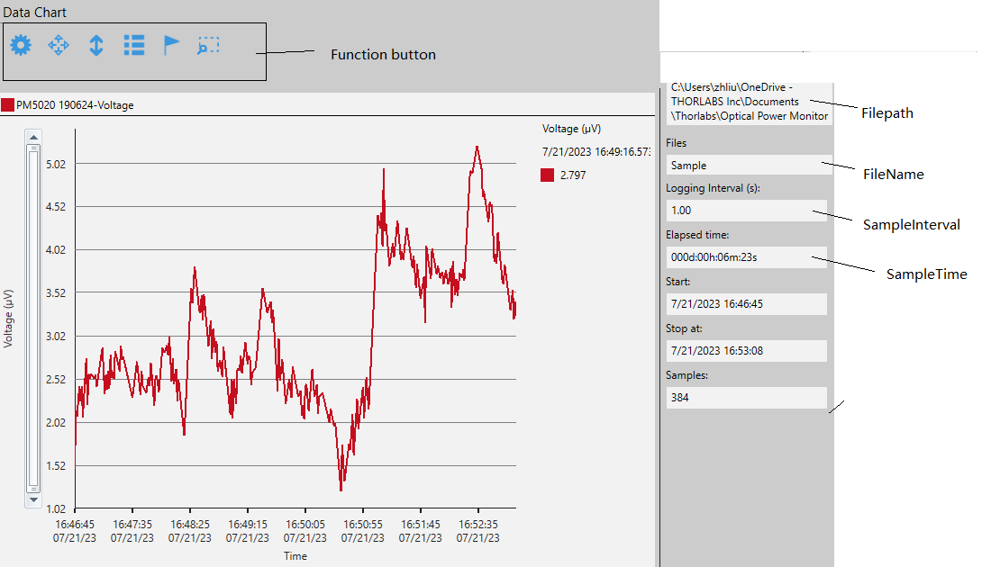 Data Chart
Function button
PM5020 190624-Voltage
Voltage (µV)
7/21/2023 16:49:16.573
2.797
Voltage (µV)
5.02
4.52
4.02
3.52
3.02
2.52
2.02
1.52
1.02
16:46:45 16:47:35 16:48:25 16:49:15 16:50:05 16:50:55 16:51:45 16:52:35
07/21/23 07/21/23 07/21/23 07/21/23 07/21/23 07/21/23 07/21/23 07/21/23
Time
C:\Users\zhliu\OneDrive -
THORLABS Inc\Documents
\Thorlabs\Optical Power Monitor
Filepath
Files
Sample
FileName
Logging Interval (s):
1.00
SampleInterval
Elapsed time:
000d:00h:06m:23s
SampleTime
Start:
7/21/2023 16:46:45
Stop at:
7/21/2023 16:53:08
Samples:
384